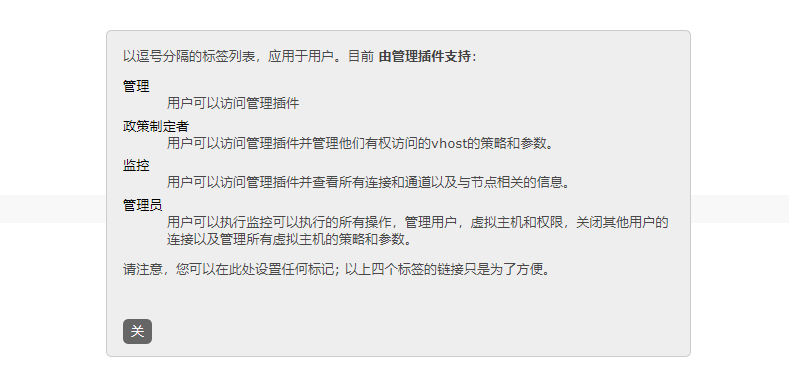 以逗号分隔的标签列表，应用于用户。目前 由管理插件支持：
管理
用户可以访问管理插件
政策制定者
用户可以访问管理插件并管理他们有权访问的vhost的策略和参数。
监控
用户可以访问管理插件并查看所有连接和通道以及与节点相关的信息。
管理员
用户可以执行监控可以执行的所有操作，管理用户，虚拟主机和权限，关闭其他用户的
连接以及管理所有虚拟主机的策略和参数。
请注意，您可以在此处设置任何标记；以上四个标签的链接只是为了方便。
关